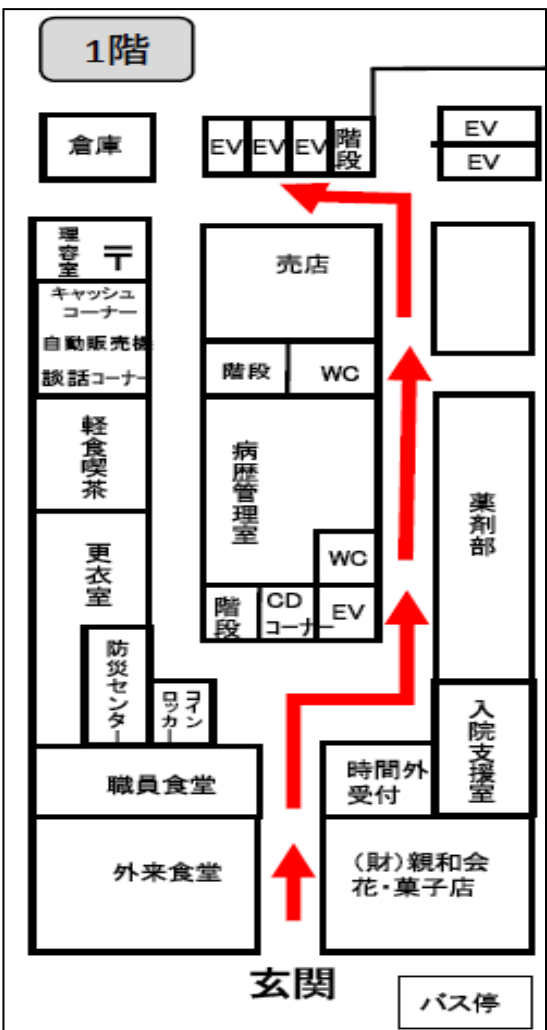 1階
倉庫
EV
EV
EV
階段
EV
EV
理容室
〒
売店
キャッシュ
コーナー
自動販売機
談話コーナー
階段
WC
軽食喫茶
病歴管理室
薬剤部
更衣室
WC
階段
CD
コーナー
EV
防災センター
コイン
ロッカー
入院支援室
職員食堂
時間外
受付
外来食堂
(財)親和会
花・菓子店
玄関
バス停